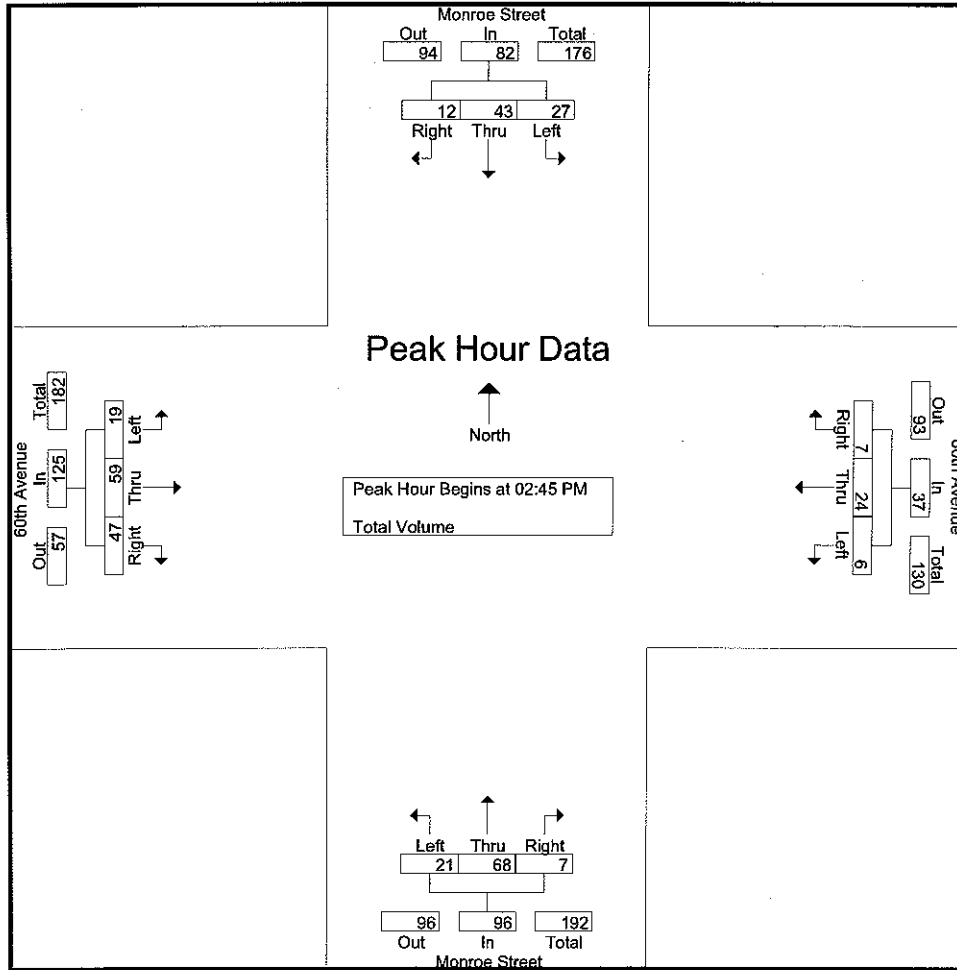 Monroe Street
Out In Total
94 82 176
12 43 27
Right Thru Left
Peak Hour Data
North
Peak Hour Begins at 02:45 PM
Total Volume
60th Avenue
Out In Total
57 125 182
Right Thru Left
47 59 19
Out In Total
93 37 130
Avenue
Right Thru Left
7 24 6
Left Thru Right
21 68 7
96 96 192
Out In Total
Monroe Street